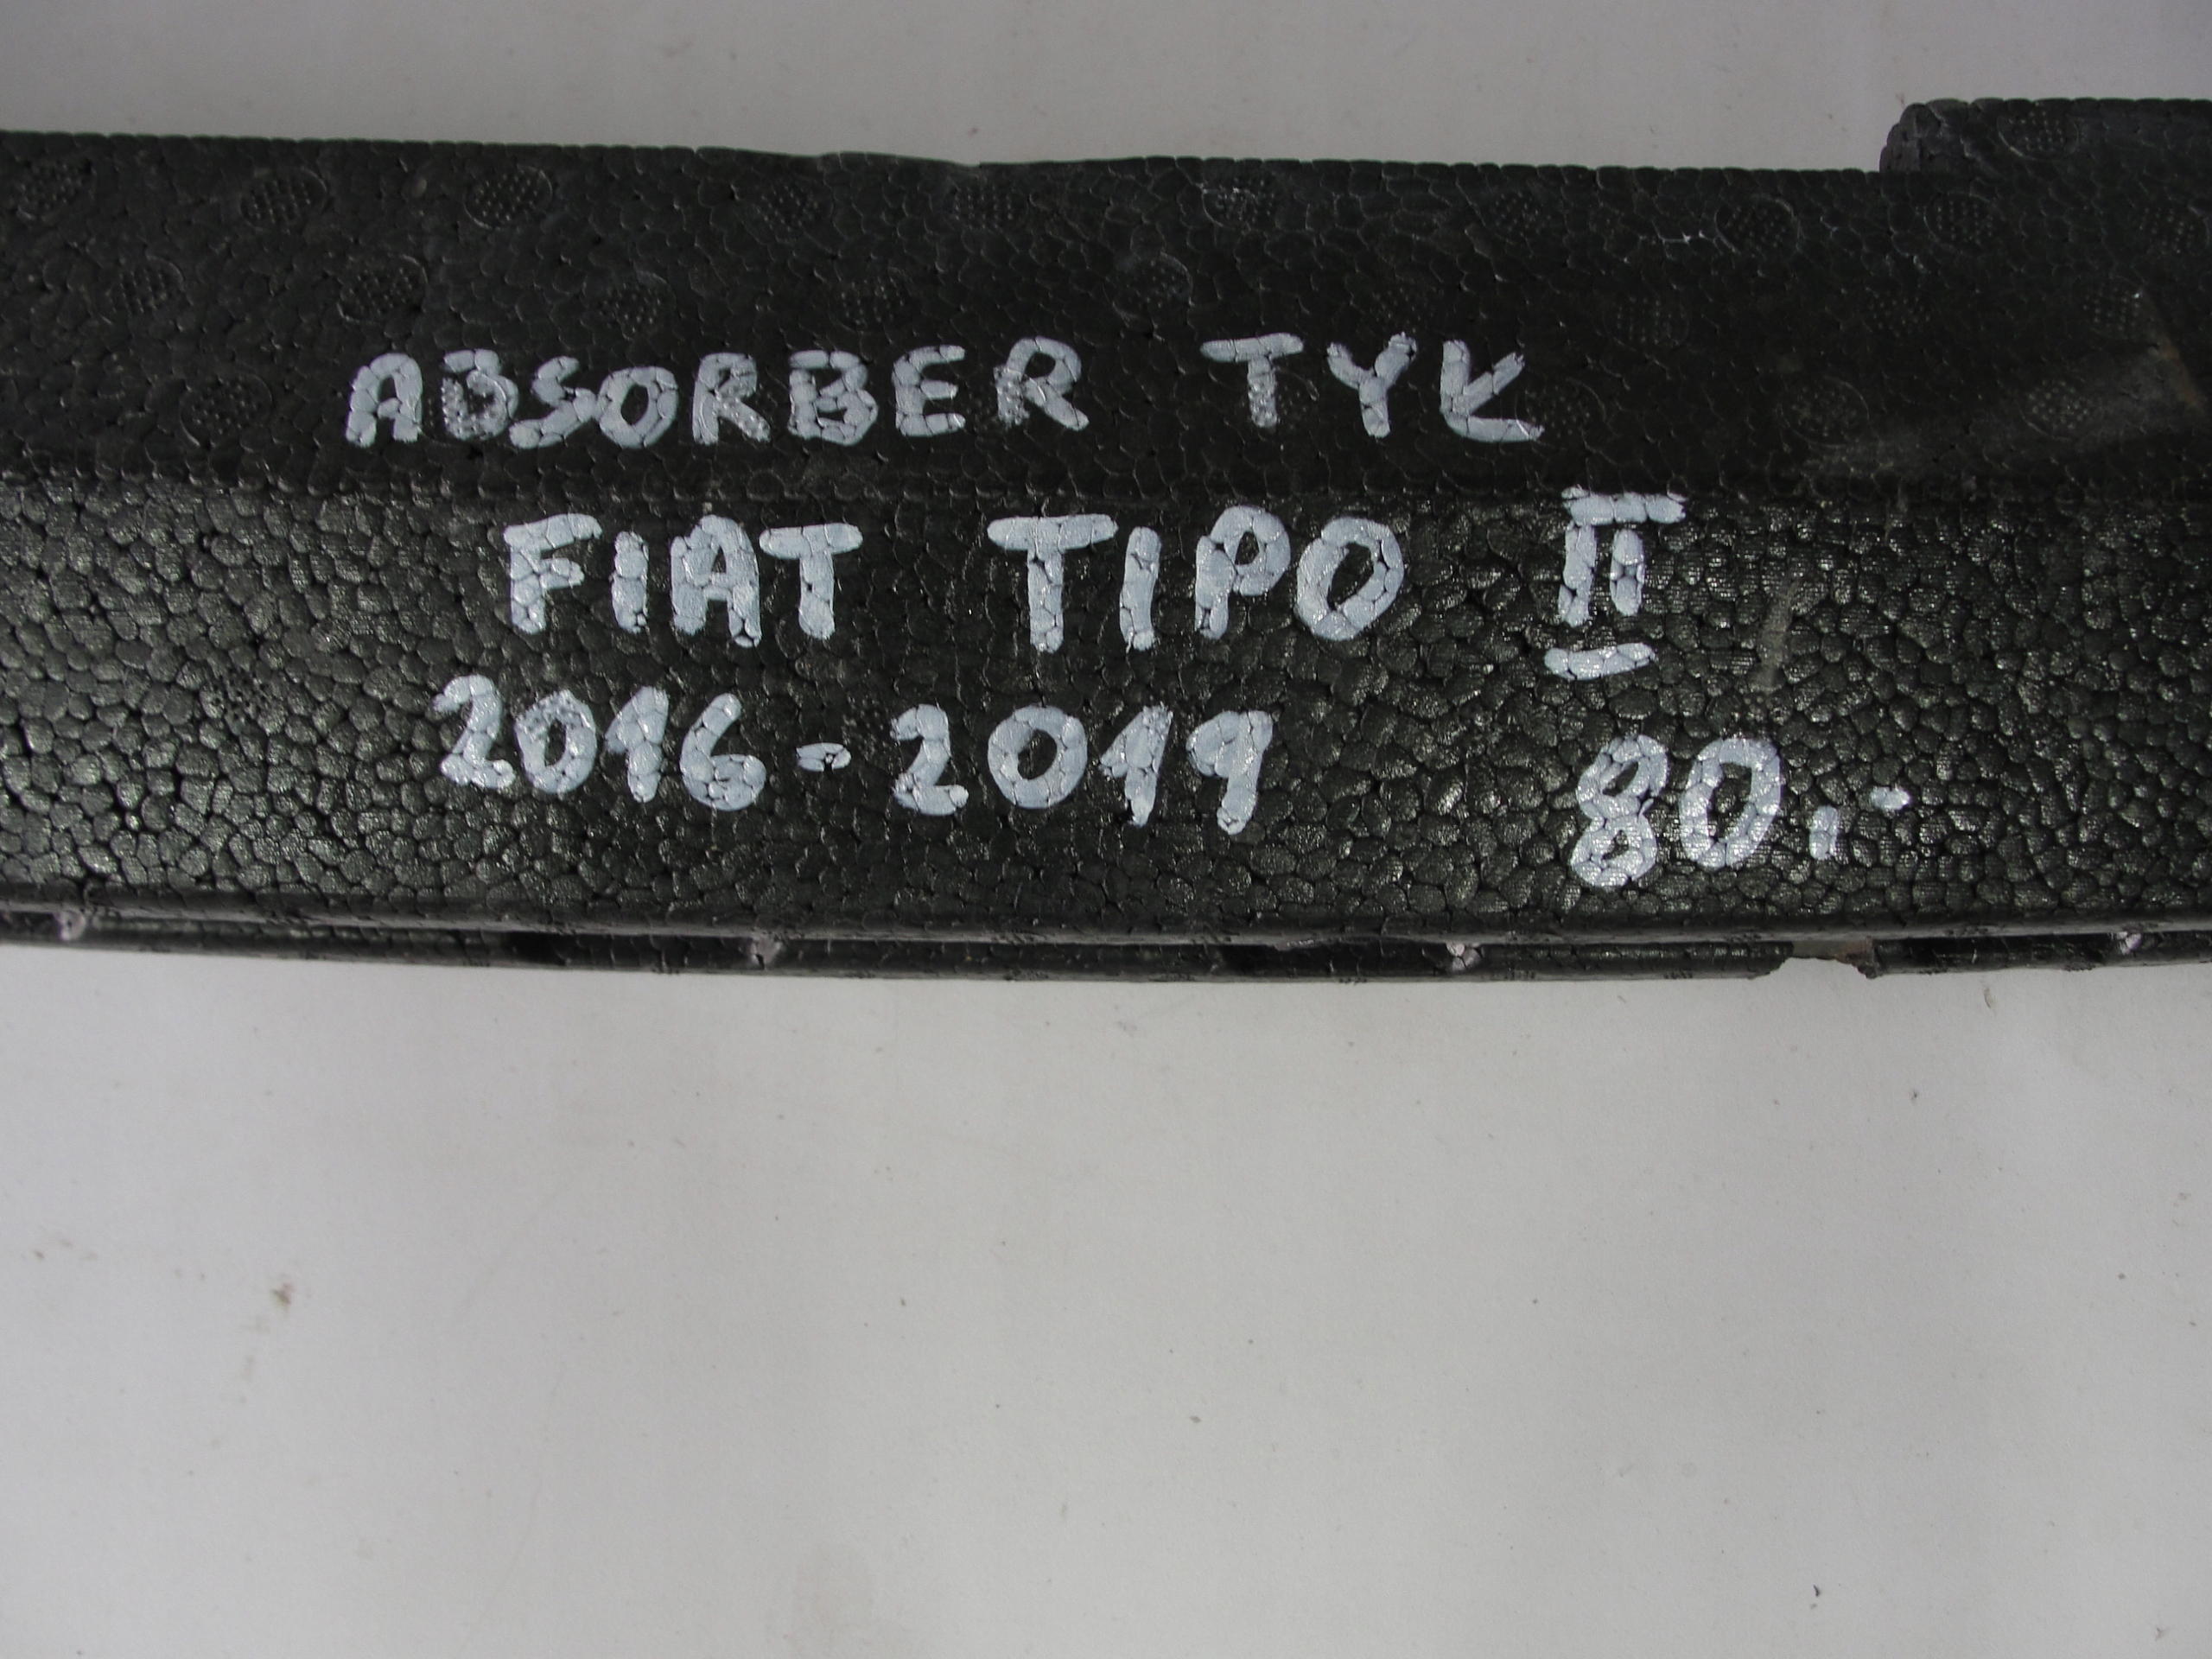 ABSORBER TYŁ
FIAT TIPO II
2016-2019 80,-